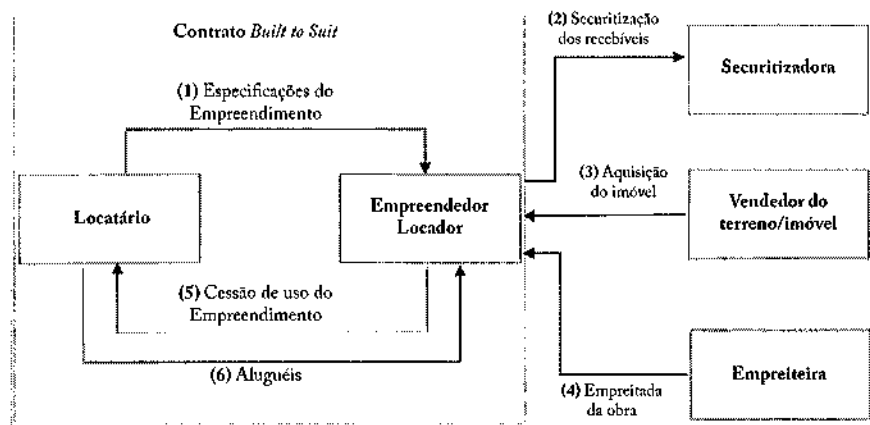 Contrato Built to Suit
(2) Securitização
dos recebíveis
Securitizadora
(1) Especificações do
Empreendimento
(3) Aquisição
do imóvel
Locatário
Empreendedor
Locador
Vendedor do
terreno/imóvel
(5) Cessão de uso do
Empreendimento
(6) Aluguéis
(4) Empreitada
da obra
Empreiteira